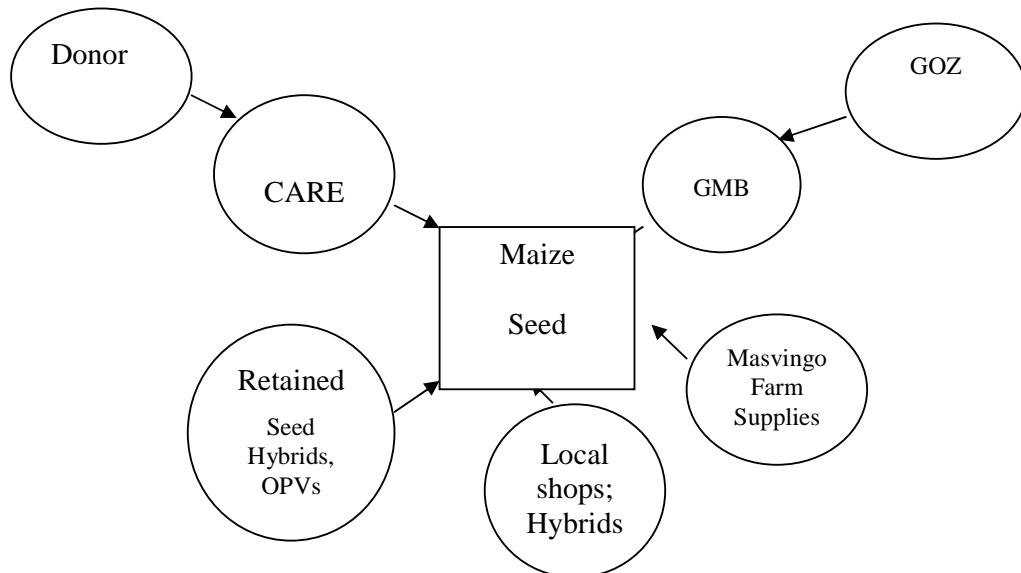 Donor
GOZ
CARE
GMB
Maize
Seed
Retained
Seed
Hybrids,
OPVs
Local
shops;
Hybrids
Masvingo
Farm
Supplies